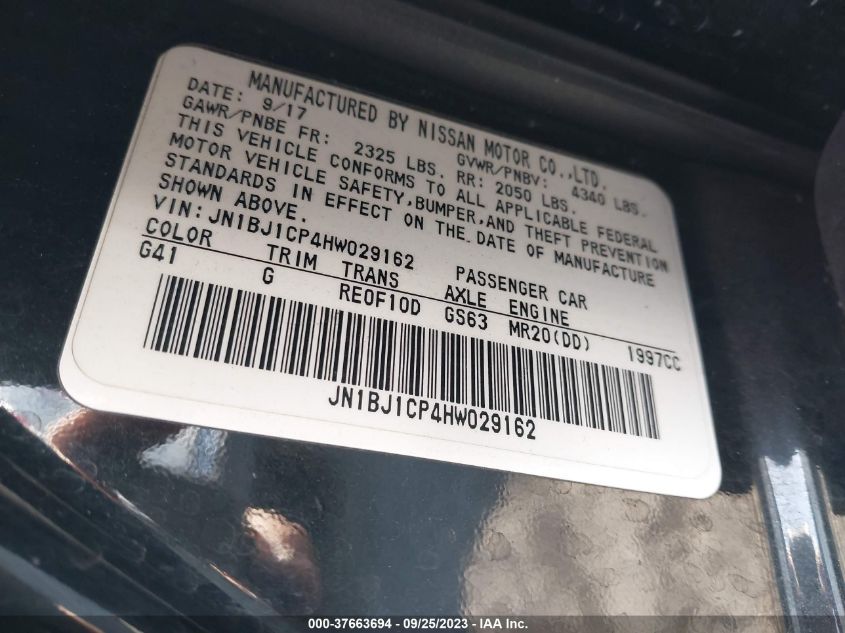 MANUFACTURED BY NISSAN MOTOR CO.,LTD.
DATE: 9/17 GVWR/PNBV: 4340 LBS.
GAWR/PNBE FR: 2325 LBS. RR: 2050 LBS.
THIS VEHICLE CONFORMS TO ALL APPLICABLE FEDERAL
MOTOR VEHICLE SAFETY,BUMPER,AND THEFT PREVENTION
STANDARDS IN EFFECT ON THE DATE OF MANUFACTURE
SHOWN ABOVE.
VIN:JN1BJ1CP4HW029162 PASSENGER CAR
COLOR TRIM TRANS AXLE ENGINE
G41 G RE0F10D GS63 MR20(DD) 1997CC
JN1BJ1CP4HW029162
000-37663694 - 09/25/2023 - IAA Inc.